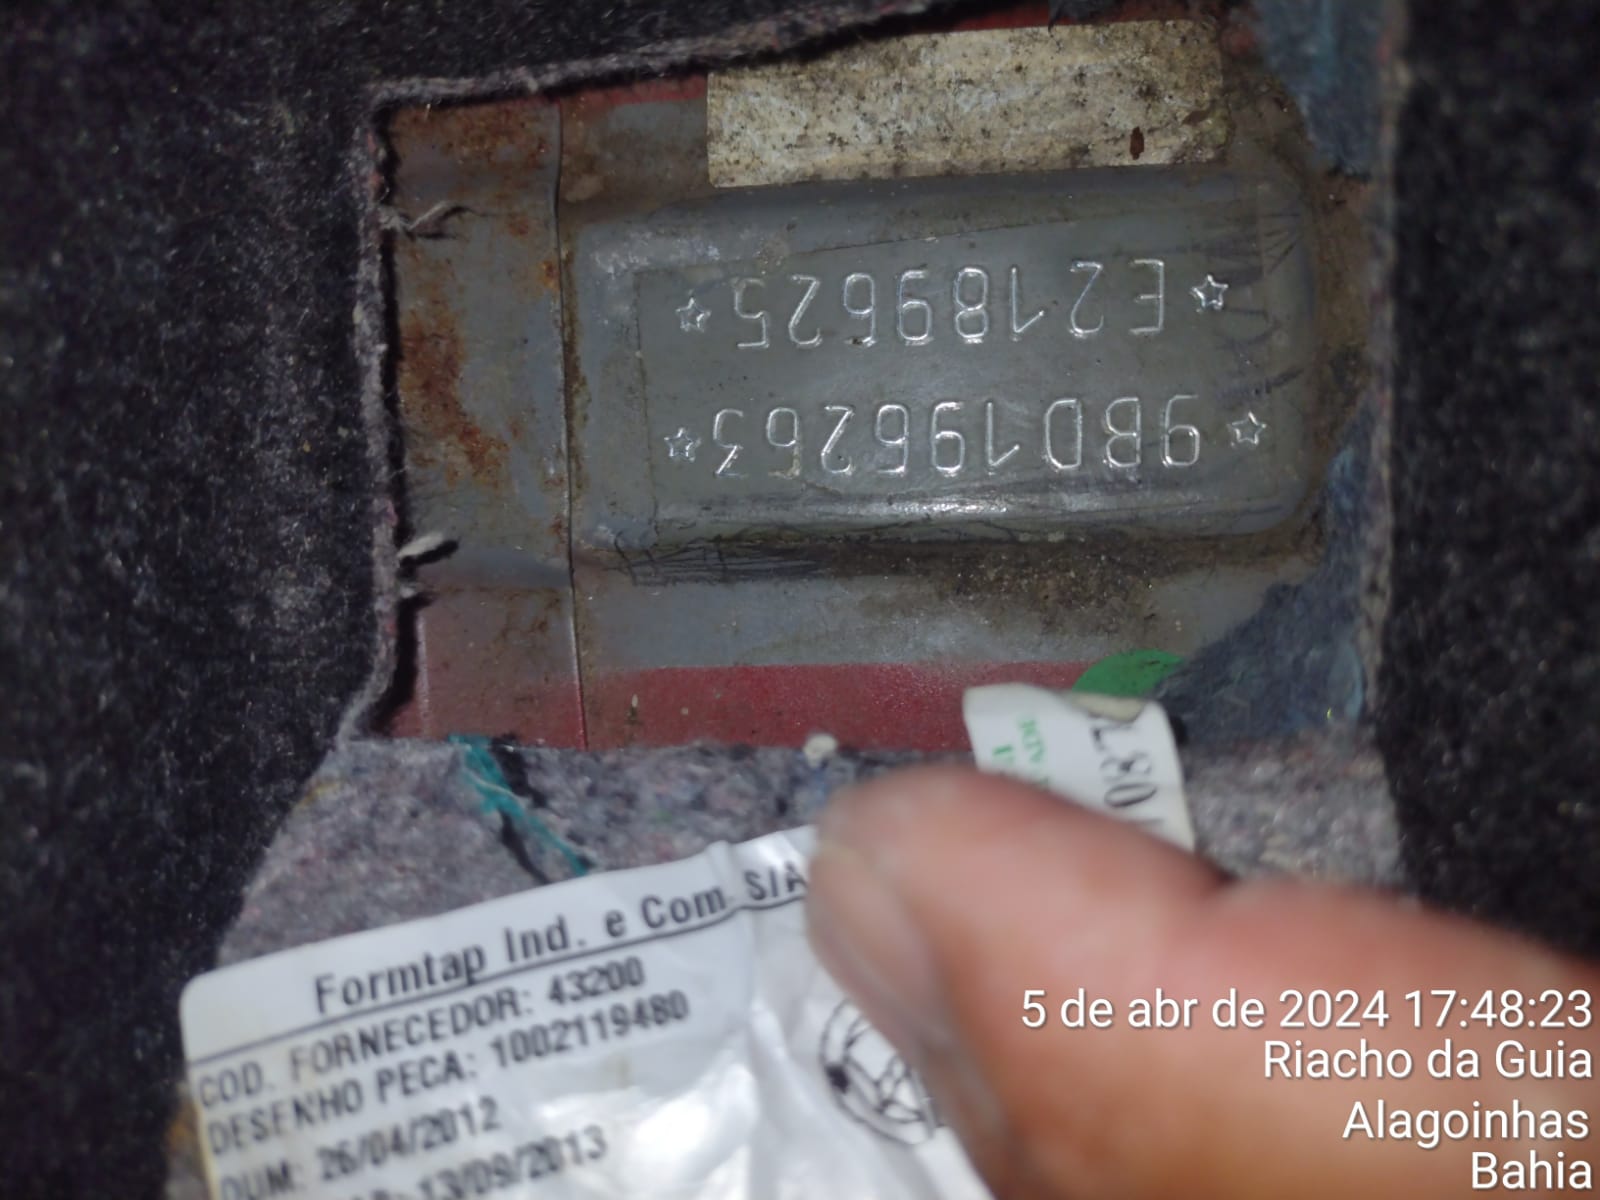 *9BD196263*
*E2189625*
Formtap Ind. e Com. S/A
COD. FORNECEDOR: 43200
DESENHO PECA: 1002119480
DUM: 26/04/2012
13/09/2013
5 de abr de 2024 17:48:23
Riacho da Guia
Alagoinhas
Bahia